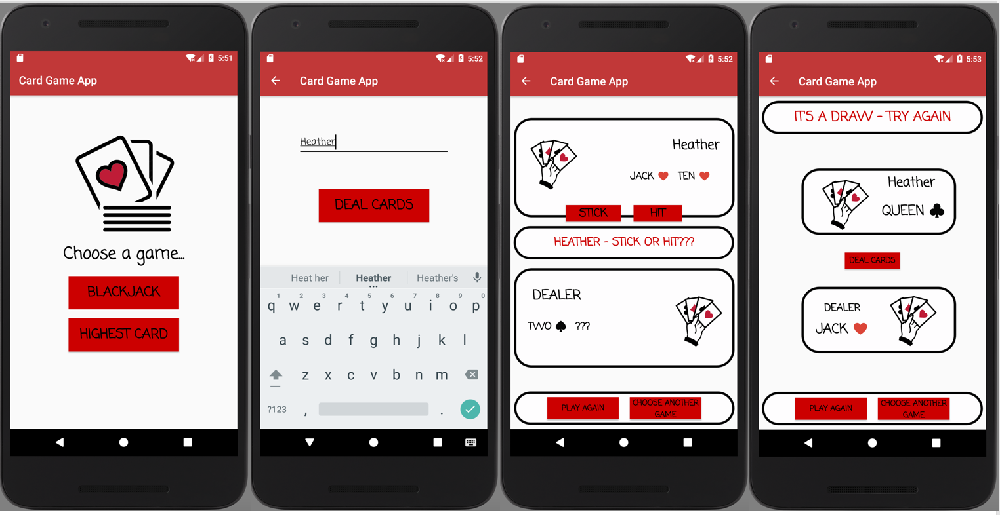 5:51
Card Game App
Choose a game...
BLACKJACK
HIGHEST CARD
5:52
Card Game App
Heather
DEAL CARDS
Heat her Heather Heather's
1 2 3 4 5 6 7 8 9 0
q w e r t y u i o p
a s d f g h j k l
z x c v b n m
?123 , .
5:52
Card Game App
Heather
JACK ♥ TEN ♥
STICK HIT
HEATHER - STICK OR HIT???
DEALER
TWO ♠ ???
PLAY AGAIN CHOOSE ANOTHER
GAME
5:53
Card Game App
IT'S A DRAW - TRY AGAIN
Heather
QUEEN ♣
DEAL CARDS
DEALER
JACK ♥
PLAY AGAIN CHOOSE ANOTHER
GAME